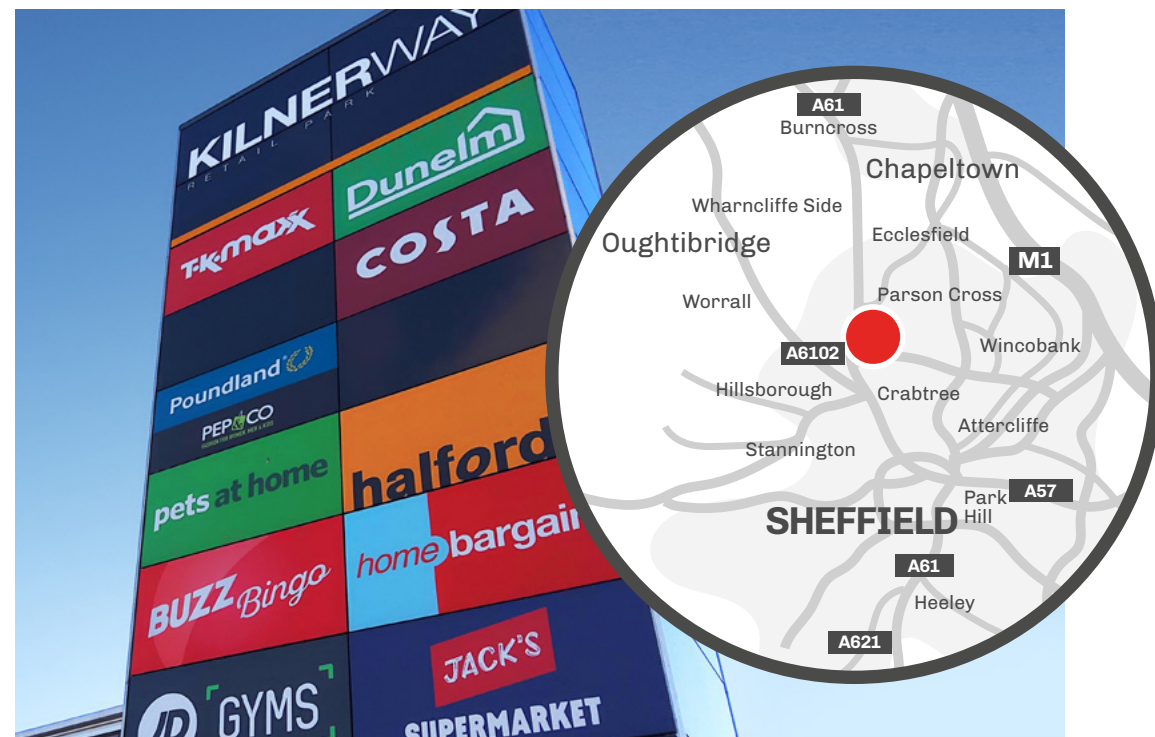 KILNERWAY
RETAIL PARK
Dunelm
T·K·maxx
COSTA
Poundland
PEP&CO
pets at home
halford
home bargain
BUZZ Bingo
JACK'S
SUPERMARKET
JD GYMS
A61
Burncross
Chapeltown
Wharncliffe Side
Oughtibridge
Ecclesfield
M1
Worrall
Parson Cross
A6102
Wincobank
Hillsborough
Crabtree
Attercliffe
Stannington
Park
Hill
A57
SHEFFIELD
A61
Heeley
A621